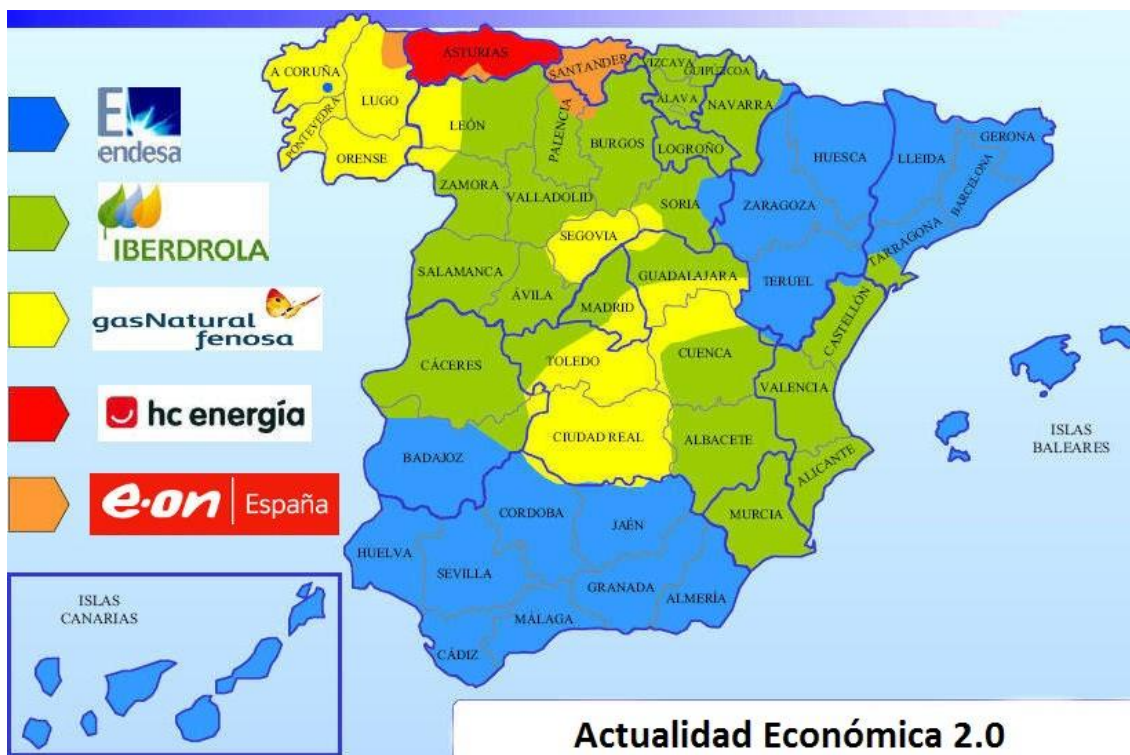 endesa
IBERDROLA
gasNatural
fenosa
hc energía
e·on | España
ISLAS
CANARIAS
A CORUÑA
LUGO
PONTEVEDRA
ORENSE
ASTURIAS
SANTANDER
VIZCAYA
GUIPÚZCOA
ÁLAVA
NAVARRA
LEÓN
PALENCIA
BURGOS
LOGROÑO
HUESCA
LLEIDA
GERONA
BARCELONA
ZAMORA
VALLADOLID
SORIA
ZARAGOZA
TARRAGONA
SEGOVIA
SALAMANCA
ÁVILA
MADRID
GUADALAJARA
TERUEL
CASTELLÓN
CÁCERES
TOLEDO
CUENCA
VALENCIA
ISLAS
BALEARES
BADAJOZ
CIUDAD REAL
ALBACETE
ALICANTE
CORDOBA
JAÉN
MURCIA
HUELVA
SEVILLA
GRANADA
ALMERÍA
MÁLAGA
CÁDIZ
Actualidad Económica 2.0